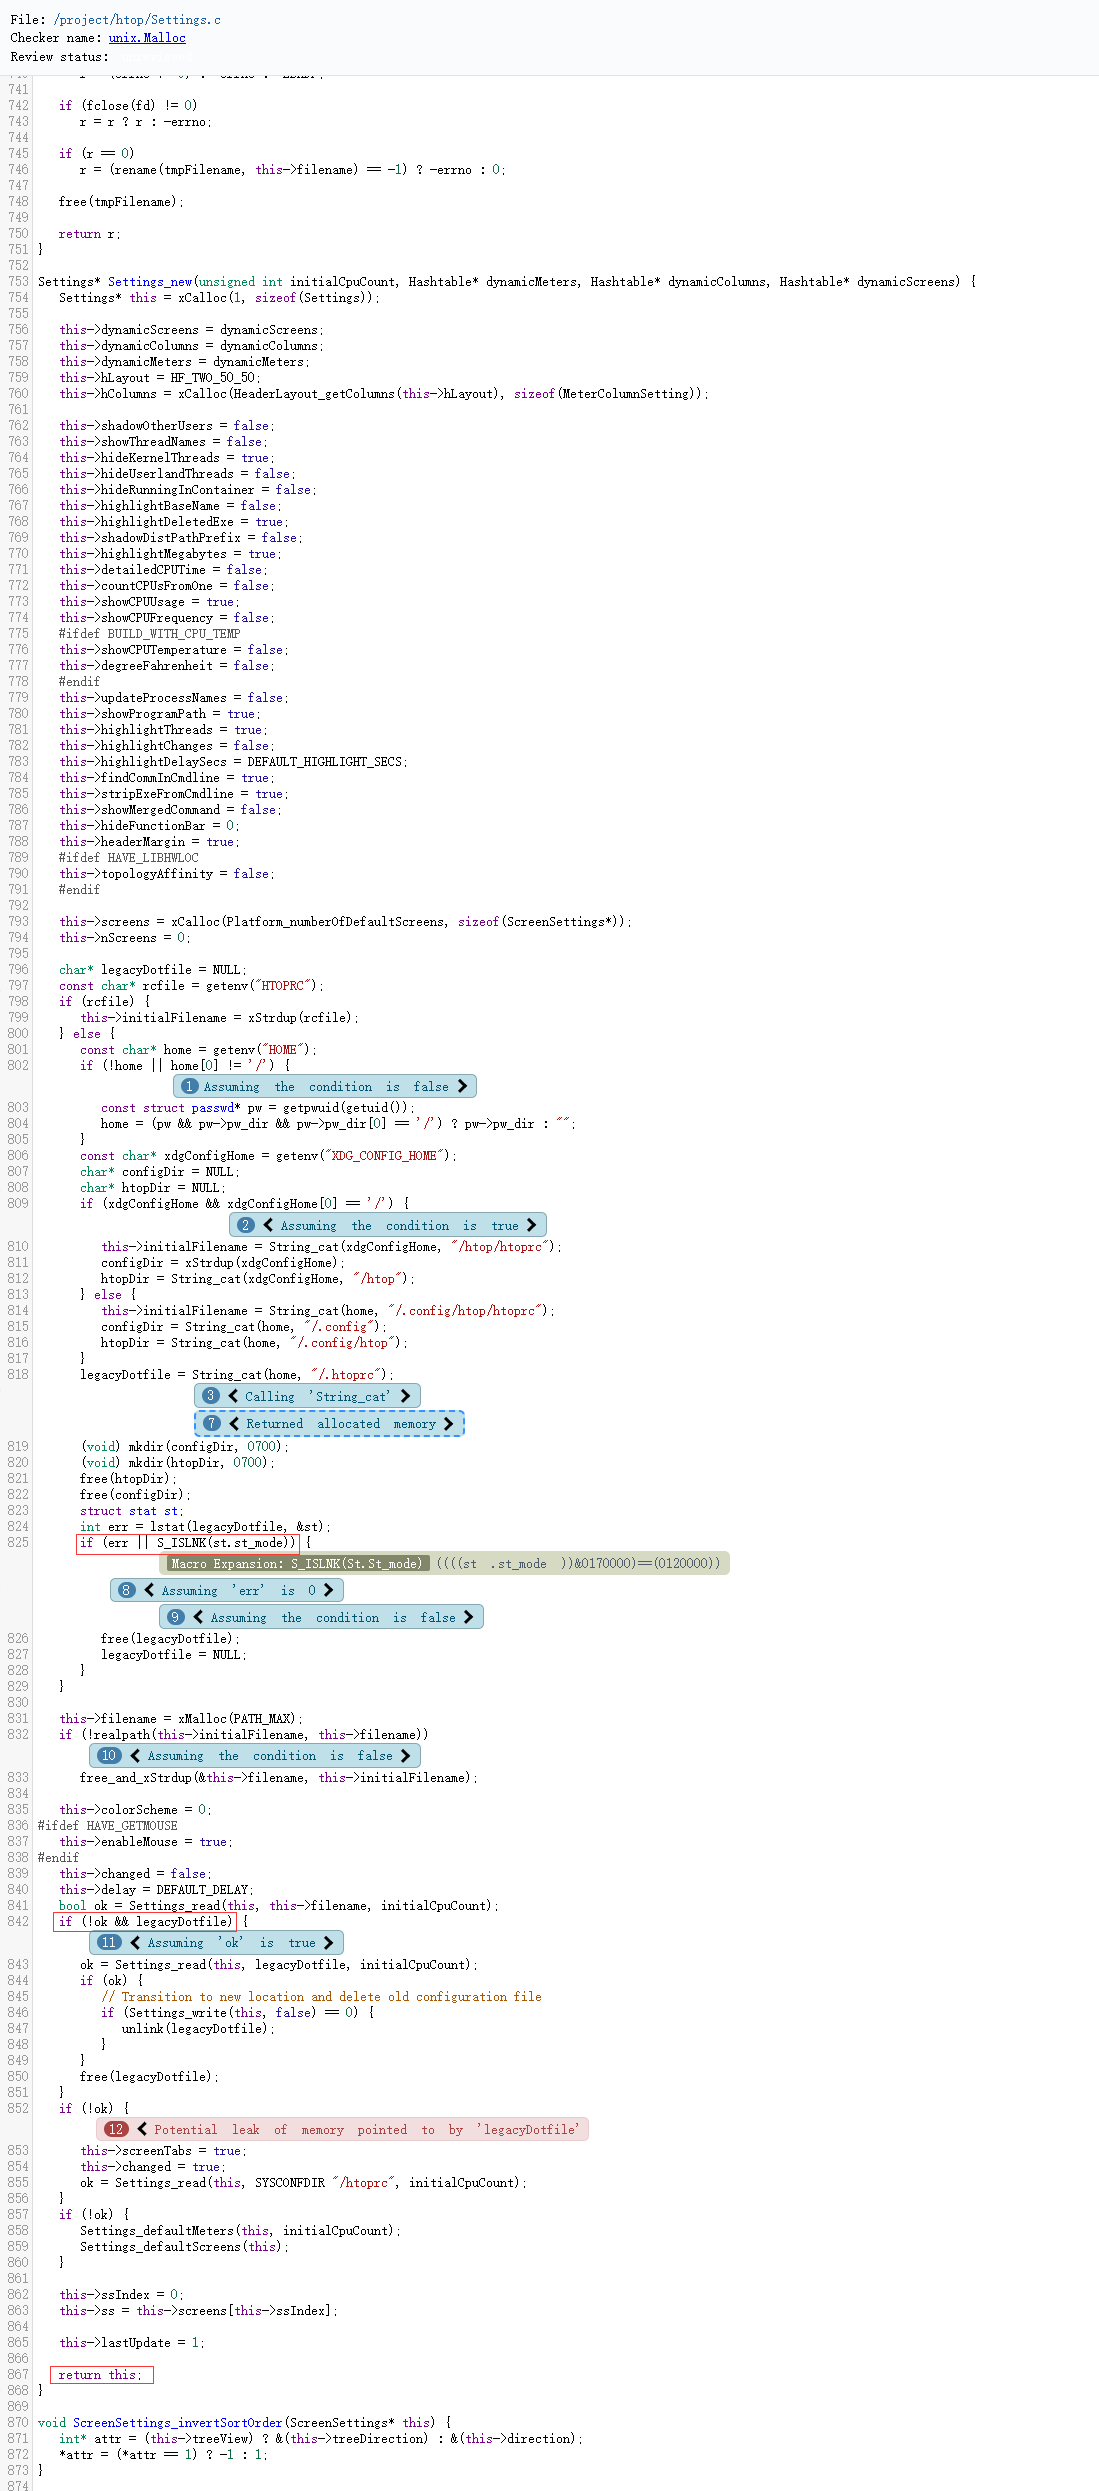 File: /project/htop/Settings.c
Checker name: unix.Malloc
Review status:
741
742 if (fclose(fd) != 0)
743 r = r ? r : -errno;
744
745 if (r == 0)
746 r = (rename(tmpFilename, this->filename) == -1) ? -errno : 0;
747
748 free(tmpFilename);
749
750 return r;
751 }
752
753 Settings* Settings_new(unsigned int initialCpuCount, Hashtable* dynamicMeters, Hashtable* dynamicColumns, Hashtable* dynamicScreens) {
754 Settings* this = xCalloc(1, sizeof(Settings));
755
756 this->dynamicScreens = dynamicScreens;
757 this->dynamicColumns = dynamicColumns;
758 this->dynamicMeters = dynamicMeters;
759 this->hLayout = HF_TWO_50_50;
760 this->hColumns = xCalloc(HeaderLayout_getColumns(this->hLayout), sizeof(MeterColumnSetting));
761
762 this->shadowOtherUsers = false;
763 this->showThreadNames = false;
764 this->hideKernelThreads = true;
765 this->hideUserlandThreads = false;
766 this->hideRunningInContainer = false;
767 this->highlightBaseName = false;
768 this->highlightDeletedExe = true;
769 this->shadowDistPathPrefix = false;
770 this->highlightMegabytes = true;
771 this->detailedCPUTime = false;
772 this->countCPUsFromOne = false;
773 this->showCPUUsage = true;
774 this->showCPUFrequency = false;
775 #ifdef BUILD_WITH_CPU_TEMP
776 this->showCPUTemperature = false;
777 this->degreeFahrenheit = false;
778 #endif
779 this->updateProcessNames = false;
780 this->showProgramPath = true;
781 this->highlightThreads = true;
782 this->highlightChanges = false;
783 this->highlightDelaySecs = DEFAULT_HIGHLIGHT_SECS;
784 this->findCommInCmdline = true;
785 this->stripExeFromCmdline = true;
786 this->showMergedCommand = false;
787 this->hideFunctionBar = 0;
788 this->headerMargin = true;
789 #ifdef HAVE_LIBHWLOC
790 this->topologyAffinity = false;
791 #endif
792
793 this->screens = xCalloc(Platform_numberOfDefaultScreens, sizeof(ScreenSettings*));
794 this->nScreens = 0;
795
796 char* legacyDotfile = NULL;
797 const char* rcfile = getenv("HTOPRC");
798 if (rcfile) {
799 this->initialFilename = xStrdup(rcfile);
800 } else {
801 const char* home = getenv("HOME");
802 if (!home || home[0] != '/') {
1 Assuming the condition is false
803 const struct passwd* pw = getpwuid(getuid());
804 home = (pw && pw->pw_dir && pw->pw_dir[0] == '/') ? pw->pw_dir : "";
805 }
806 const char* xdgConfigHome = getenv("XDG_CONFIG_HOME");
807 char* configDir = NULL;
808 char* htopDir = NULL;
809 if (xdgConfigHome && xdgConfigHome[0] == '/') {
2 Assuming the condition is true
810 this->initialFilename = String_cat(xdgConfigHome, "/htop/htoprc");
811 configDir = xStrdup(xdgConfigHome);
812 htopDir = String_cat(xdgConfigHome, "/htop");
813 } else {
814 this->initialFilename = String_cat(home, "/.config/htop/htoprc");
815 configDir = String_cat(home, "/.config");
816 htopDir = String_cat(home, "/.config/htop");
817 }
818 legacyDotfile = String_cat(home, "/.htoprc");
3 Calling 'String_cat'
7 Returned allocated memory
819 (void) mkdir(configDir, 0700);
820 (void) mkdir(htopDir, 0700);
821 free(htopDir);
822 free(configDir);
823 struct stat st;
824 int err = lstat(legacyDotfile, &st);
825 if (err || S_ISLNK(st.st_mode)) {
Macro Expansion: S_ISLNK(St.St_mode) ((((st .st_mode ))&0170000)==(0120000))
8 Assuming 'err' is 0
9 Assuming the condition is false
826 free(legacyDotfile);
827 legacyDotfile = NULL;
828 }
829 }
830
831 this->filename = xMalloc(PATH_MAX);
832 if (!realpath(this->initialFilename, this->filename))
10 Assuming the condition is false
833 free_and_xStrdup(&this->filename, this->initialFilename);
834
835 this->colorScheme = 0;
836 #ifdef HAVE_GETMOUSE
837 this->enableMouse = true;
838 #endif
839 this->changed = false;
840 this->delay = DEFAULT_DELAY;
841 bool ok = Settings_read(this, this->filename, initialCpuCount);
842 if (!ok && legacyDotfile) {
11 Assuming 'ok' is true
843 ok = Settings_read(this, legacyDotfile, initialCpuCount);
844 if (ok) {
845 // Transition to new location and delete old configuration file
846 if (Settings_write(this, false) == 0) {
847 unlink(legacyDotfile);
848 }
849 }
850 free(legacyDotfile);
851 }
852 if (!ok) {
12 Potential leak of memory pointed to by 'legacyDotfile'
853 this->screenTabs = true;
854 this->changed = true;
855 ok = Settings_read(this, SYSCONFDIR "/htoprc", initialCpuCount);
856 }
857 if (!ok) {
858 Settings_defaultMeters(this, initialCpuCount);
859 Settings_defaultScreens(this);
860 }
861
862 this->ssIndex = 0;
863 this->ss = this->screens[this->ssIndex];
864
865 this->lastUpdate = 1;
866
867 return this;
868 }
869
870 void ScreenSettings_invertSortOrder(ScreenSettings* this) {
871 int* attr = (this->treeView) ? &(this->treeDirection) : &(this->direction);
872 *attr = (*attr == 1) ? -1 : 1;
873 }
874